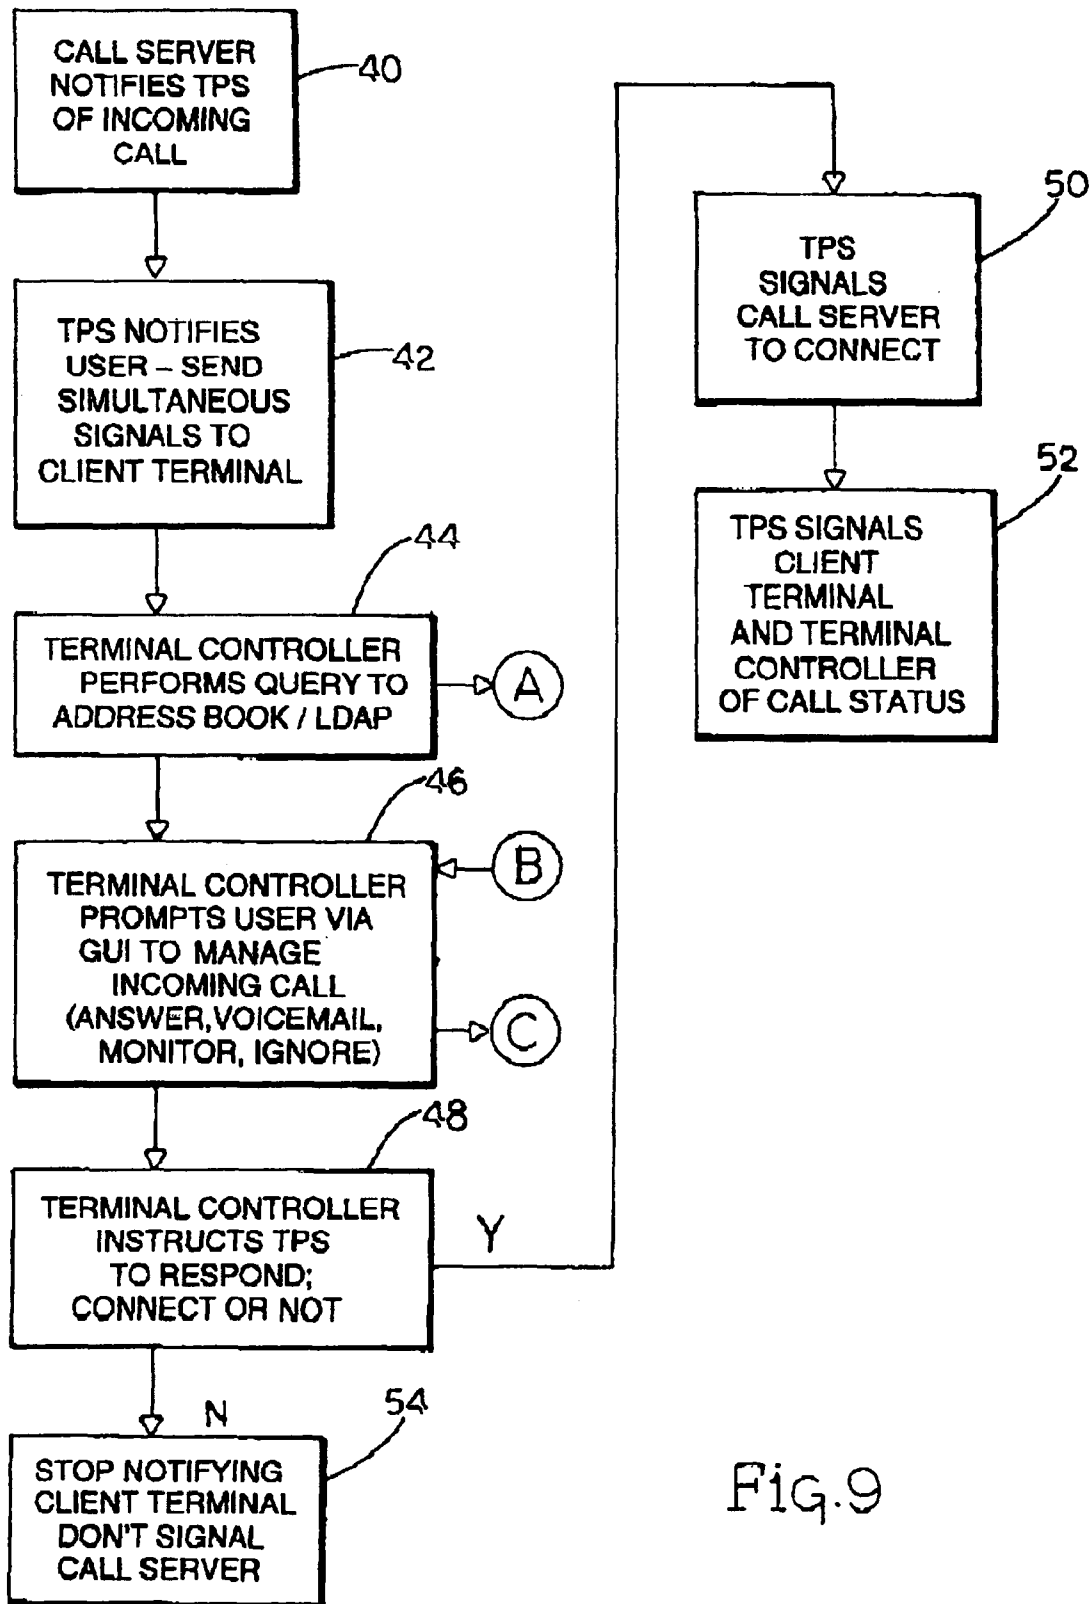 CALL SERVER
NOTIFIES TPS
OF INCOMING
CALL
40
TPS NOTIFIES
USER – SEND
SIMULTANEOUS
SIGNALS TO
CLIENT TERMINAL
42
44
TERMINAL CONTROLLER
PERFORMS QUERY TO
ADDRESS BOOK / LDAP
A
46
TERMINAL CONTROLLER
PROMPTS USER VIA
GUI TO MANAGE
INCOMING CALL
(ANSWER, VOICEMAIL,
MONITOR, IGNORE)
B
C
48
TERMINAL CONTROLLER
INSTRUCTS TPS
TO RESPOND;
CONNECT OR NOT
Y
N
54
STOP NOTIFYING
CLIENT TERMINAL
DON'T SIGNAL
CALL SERVER
50
TPS
SIGNALS
CALL SERVER
TO CONNECT
52
TPS SIGNALS
CLIENT
TERMINAL
AND TERMINAL
CONTROLLER
OF CALL STATUS
FIG.9